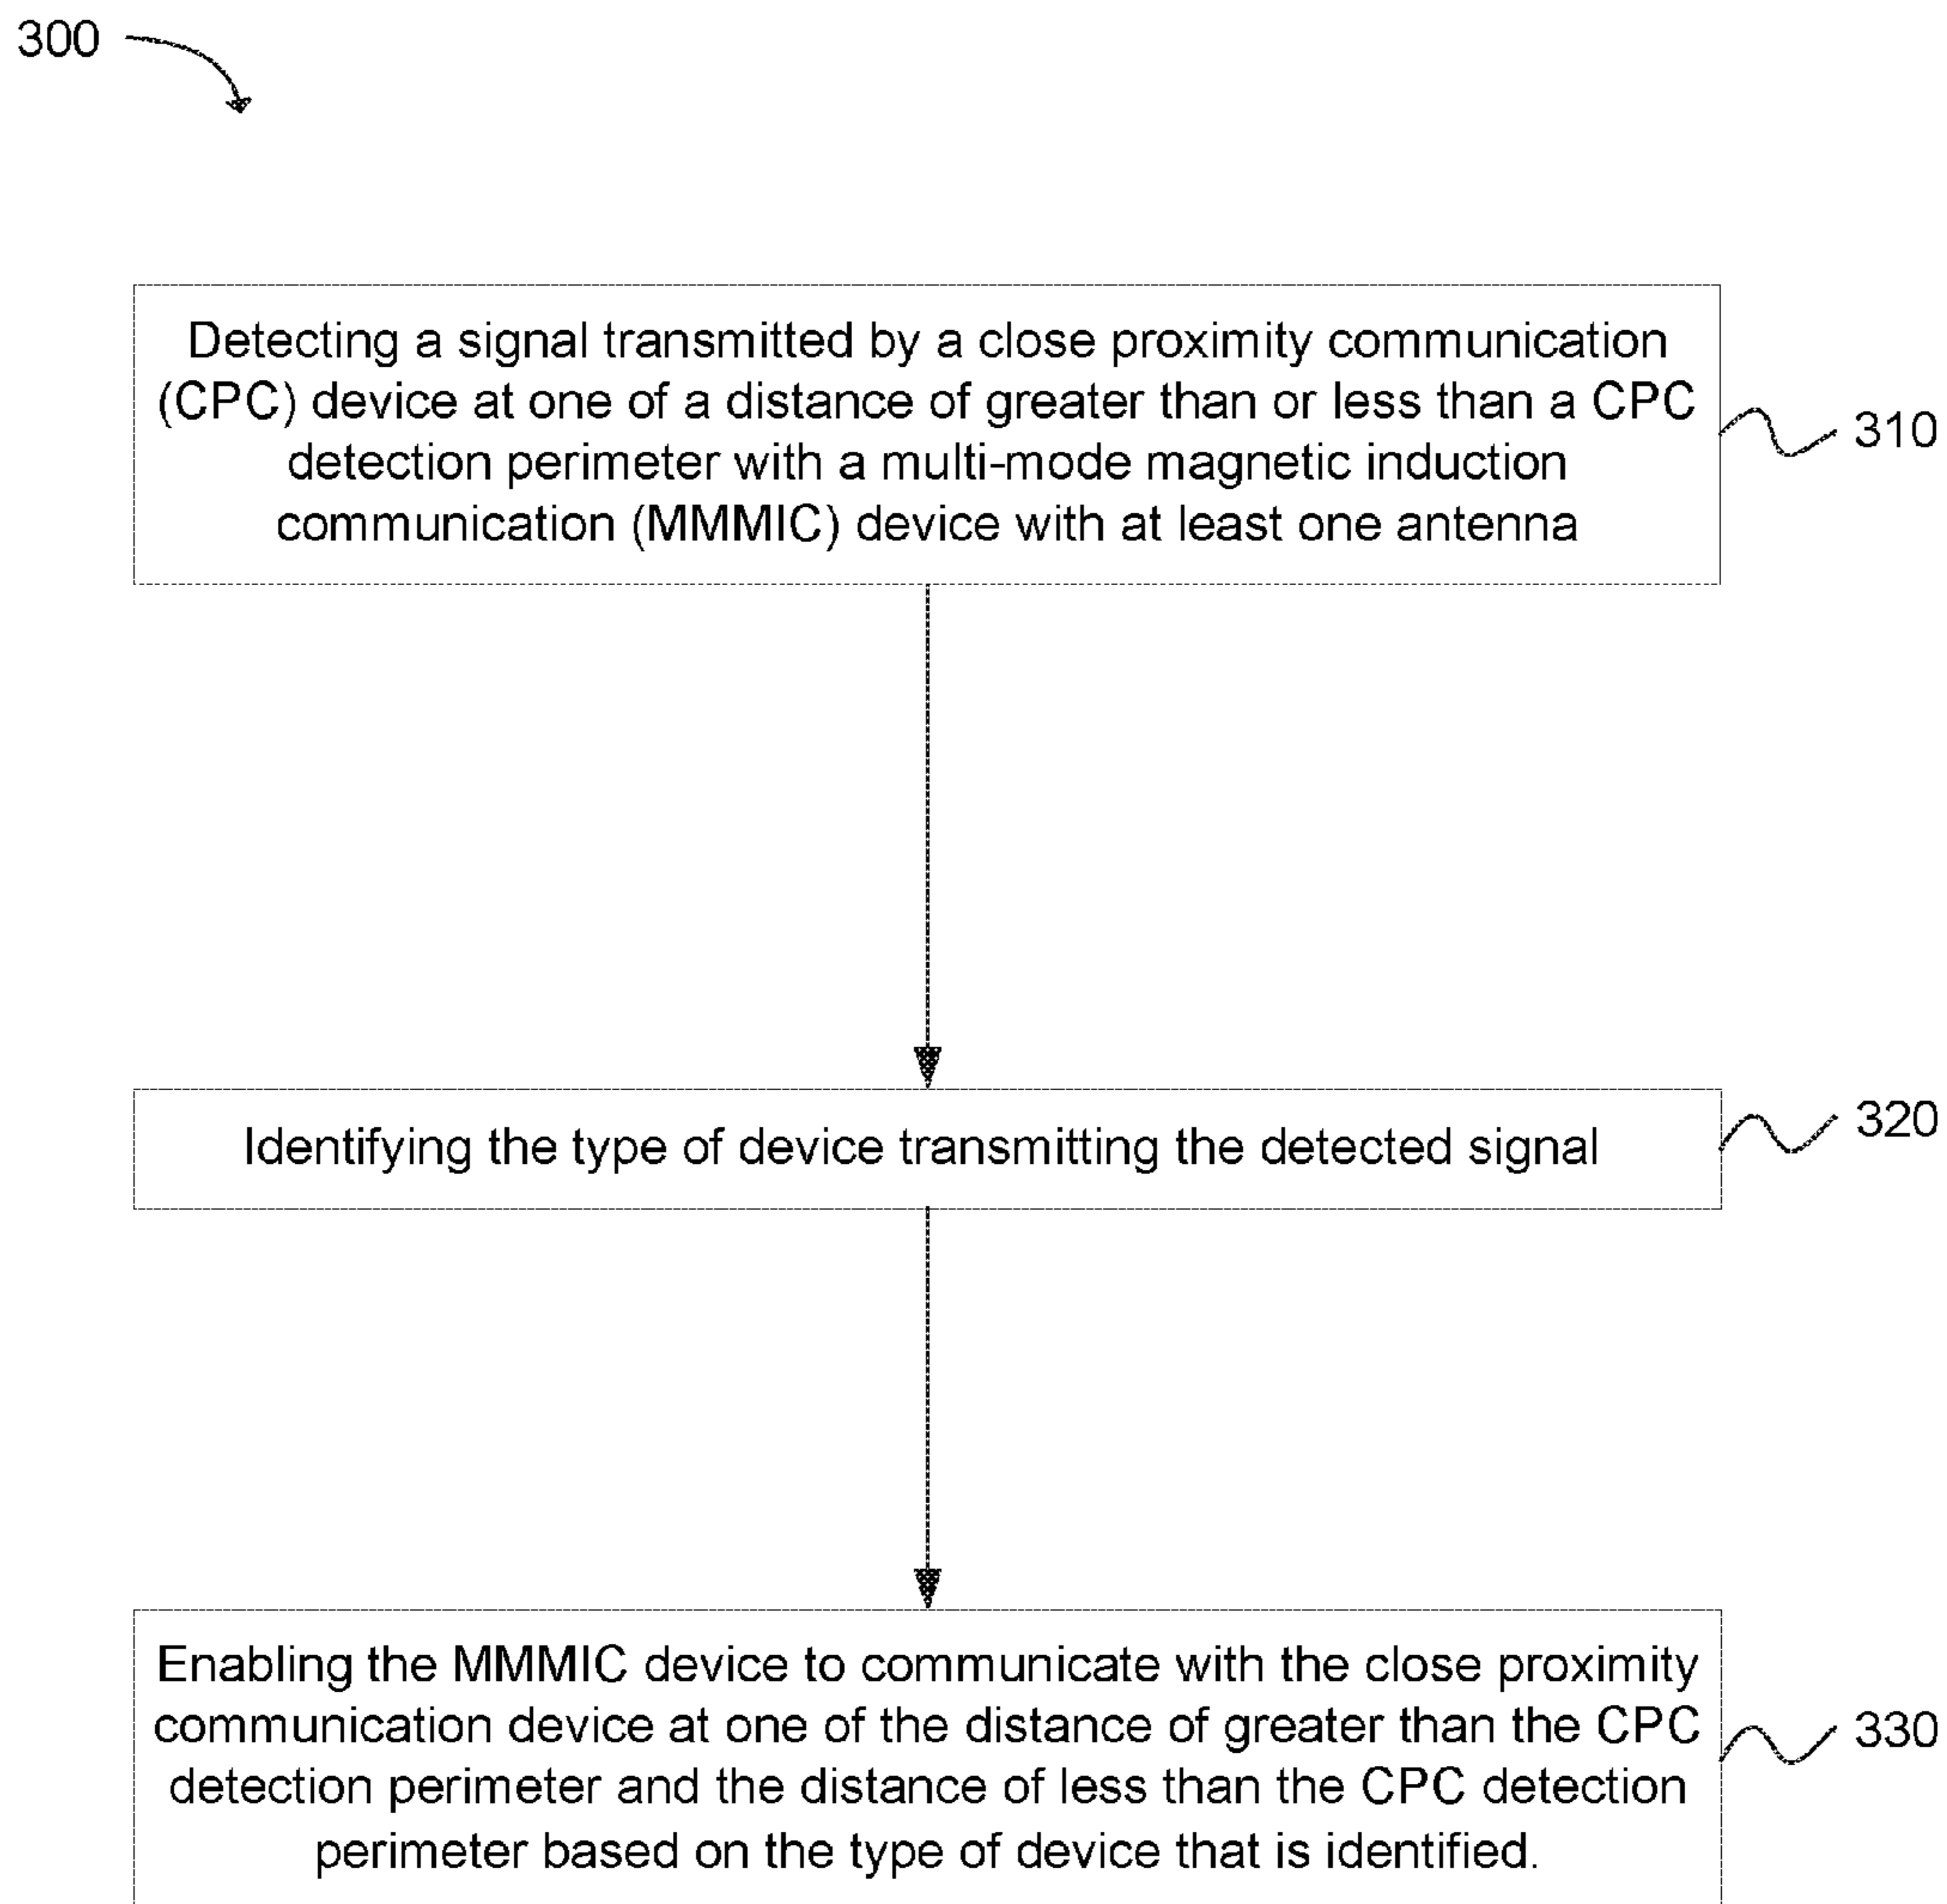 300
Detecting a signal transmitted by a close proximity communication
(CPC) device at one of a distance of greater than or less than a CPC
detection perimeter with a multi-mode magnetic induction
communication (MMMIC) device with at least one antenna
310
Identifying the type of device transmitting the detected signal
320
Enabling the MMMIC device to communicate with the close proximity
communication device at one of the distance of greater than the CPC
detection perimeter and the distance of less than the CPC detection
perimeter based on the type of device that is identified.
330